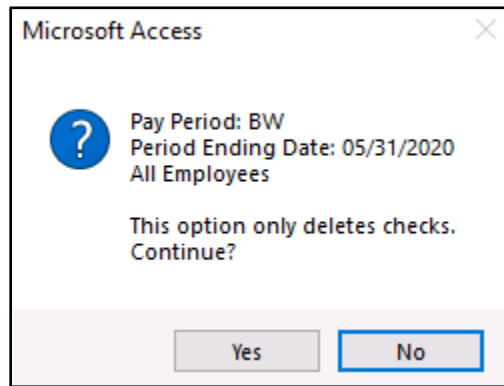 Microsoft Access
Pay Period: BW
Period Ending Date: 05/31/2020
All Employees
This option only deletes checks.
Continue?
Yes
No